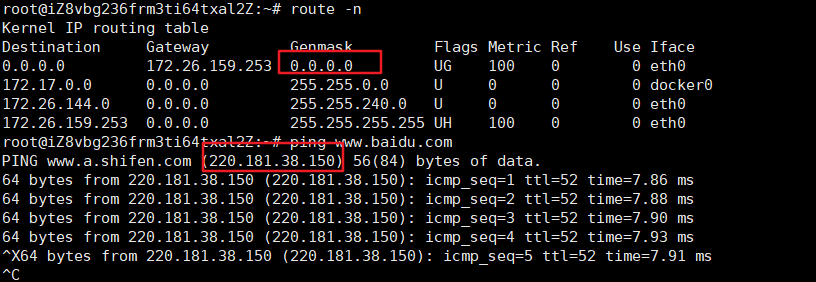 root@iZ8vbg236frm3ti64txal2Z:~# route -n
Kernel IP routing table
Destination     Gateway         Genmask         Flags Metric Ref    Use Iface
0.0.0.0         172.26.159.253  0.0.0.0         UG    100    0        0 eth0
172.17.0.0      0.0.0.0         255.255.0.0     U     0      0        0 docker0
172.26.144.0    0.0.0.0         255.255.240.0   U     0      0        0 eth0
172.26.159.253  0.0.0.0         255.255.255.255 UH    100    0        0 eth0
root@iZ8vbg236frm3ti64txal2Z:~# ping www.baidu.com
PING www.a.shifen.com (220.181.38.150) 56(84) bytes of data.
64 bytes from 220.181.38.150 (220.181.38.150): icmp_seq=1 ttl=52 time=7.86 ms
64 bytes from 220.181.38.150 (220.181.38.150): icmp_seq=2 ttl=52 time=7.88 ms
64 bytes from 220.181.38.150 (220.181.38.150): icmp_seq=3 ttl=52 time=7.90 ms
64 bytes from 220.181.38.150 (220.181.38.150): icmp_seq=4 ttl=52 time=7.93 ms
^X64 bytes from 220.181.38.150 (220.181.38.150): icmp_seq=5 ttl=52 time=7.91 ms
^C